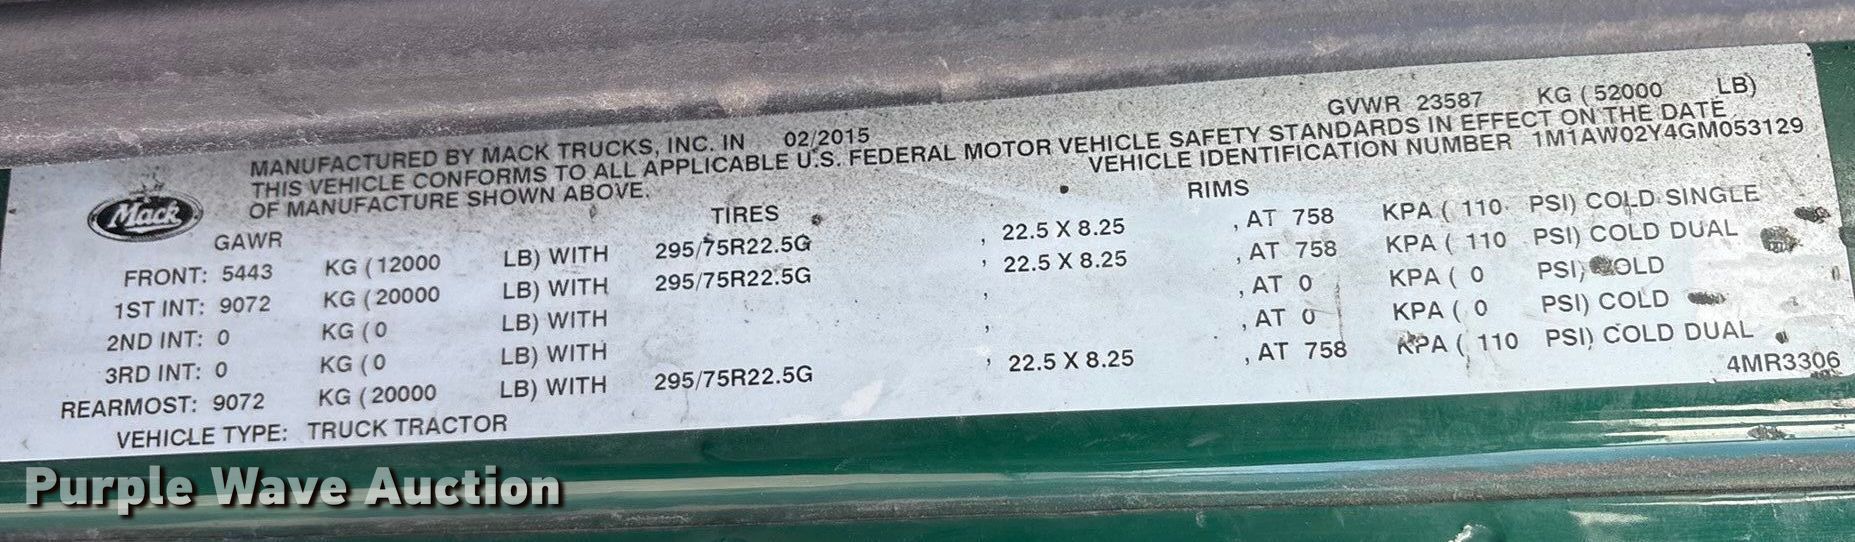 GVWR 23587 KG ( 52000 LB)
MANUFACTURED BY MACK TRUCKS, INC. IN 02/2015
THIS VEHICLE CONFORMS TO ALL APPLICABLE U.S. FEDERAL MOTOR VEHICLE SAFETY STANDARDS IN EFFECT ON THE DATE
OF MANUFACTURE SHOWN ABOVE. VEHICLE IDENTIFICATION NUMBER 1M1AW02Y4GM053129
Mack
GAWR TIRES RIMS
FRONT: 5443 KG ( 12000 LB) WITH 295/75R22.5G , 22.5 X 8.25 , AT 758 KPA ( 110 PSI) COLD SINGLE
1ST INT: 9072 KG ( 20000 LB) WITH 295/75R22.5G , 22.5 X 8.25 , AT 758 KPA ( 110 PSI) COLD DUAL
2ND INT: 0 KG ( 0 LB) WITH , , AT 0 KPA ( 0 PSI) COLD
3RD INT: 0 KG ( 0 LB) WITH , , AT 0 KPA ( 0 PSI) COLD
REARMOST: 9072 KG ( 20000 LB) WITH 295/75R22.5G , 22.5 X 8.25 , AT 758 KPA ( 110 PSI) COLD DUAL
VEHICLE TYPE: TRUCK TRACTOR 4MR3306
Purple Wave Auction